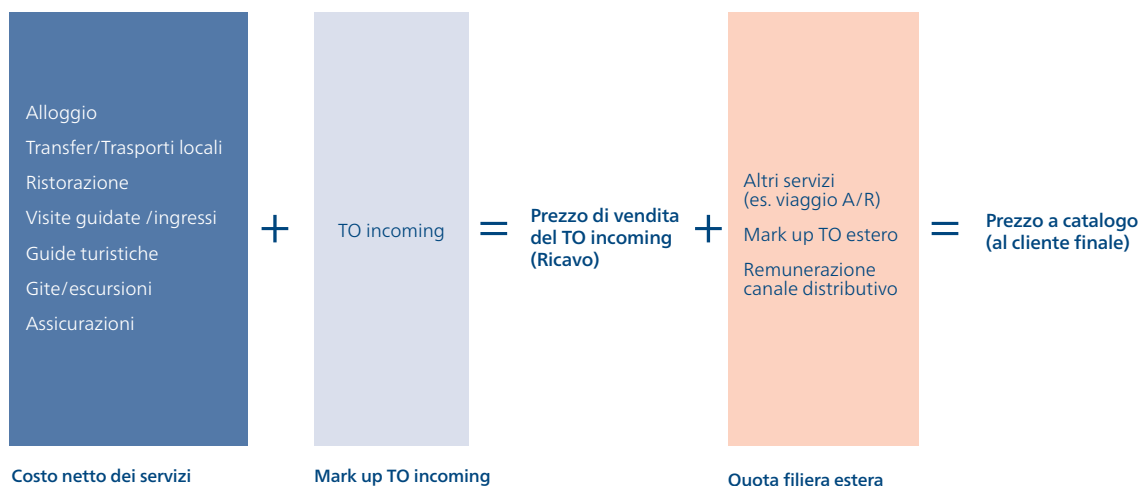 Alloggio
Transfer/Trasporti locali
Ristorazione
Visite guidate /ingressi
Guide turistiche
Gite/escursioni
Assicurazioni
Costo netto dei servizi
+
TO incoming
Mark up TO incoming
=
Prezzo di vendita
del TO incoming
(Ricavo)
+
Altri servizi
(es. viaggio A/R)
Mark up TO estero
Remunerazione
canale distributivo
Quota filiera estera
=
Prezzo a catalogo
(al cliente finale)